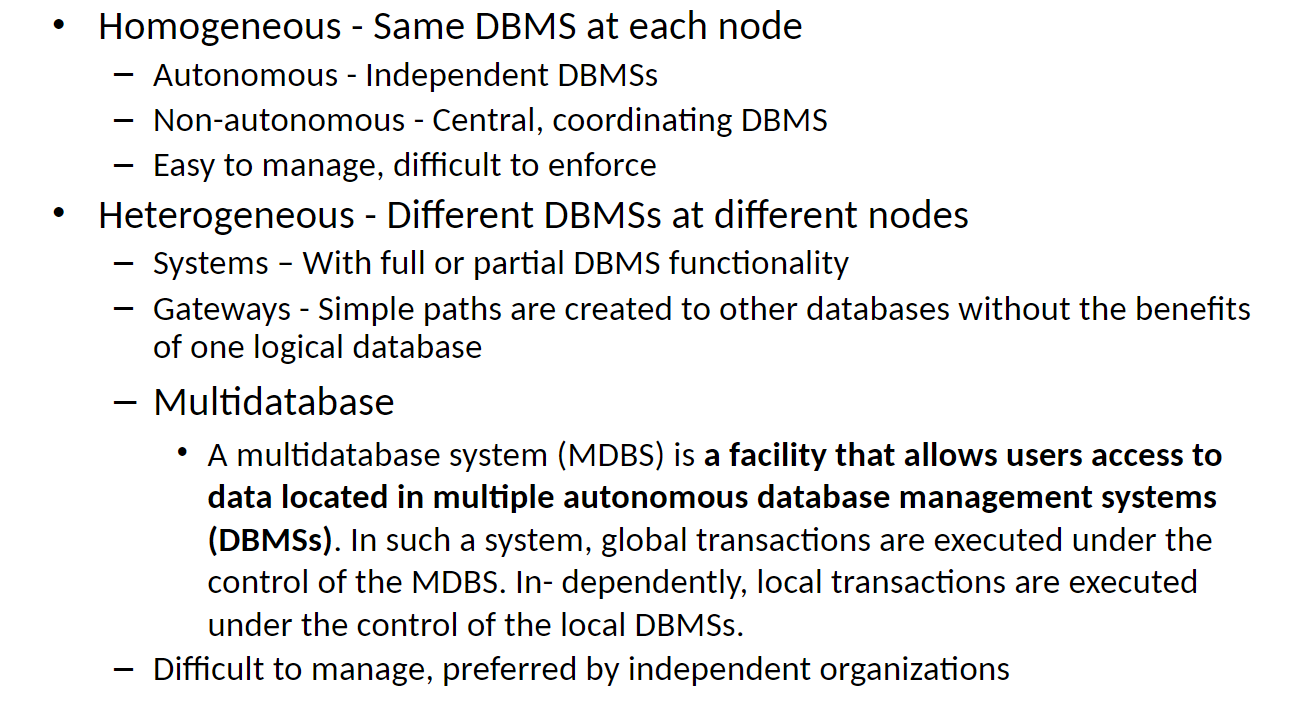 • Homogeneous - Same DBMS at each node
– Autonomous - Independent DBMSs
– Non-autonomous - Central, coordinating DBMS
– Easy to manage, difficult to enforce
• Heterogeneous - Different DBMSs at different nodes
– Systems – With full or partial DBMS functionality
– Gateways - Simple paths are created to other databases without the benefits
of one logical database
– Multidatabase
• A multidatabase system (MDBS) is a facility that allows users access to
data located in multiple autonomous database management systems
(DBMSs). In such a system, global transactions are executed under the
control of the MDBS. In- dependently, local transactions are executed
under the control of the local DBMSs.
– Difficult to manage, preferred by independent organizations